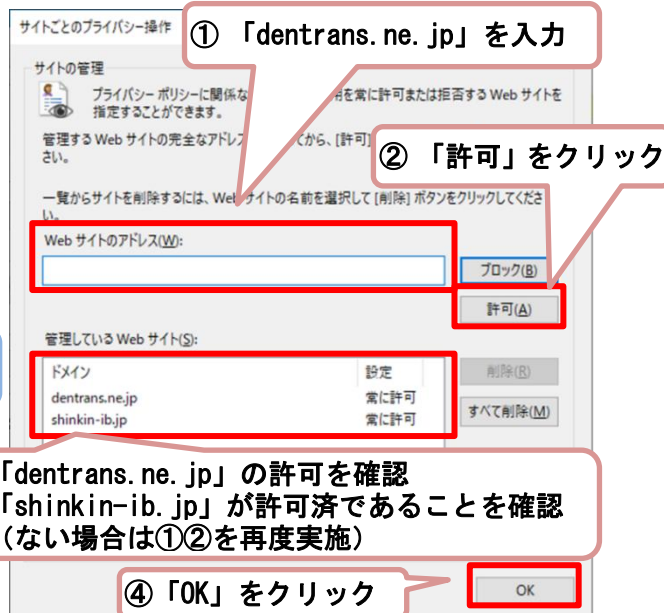 サイトごとのプライバシー操作
① 「dentrans.ne.jp」を入力
サイトの管理
プライバシー ポリシーに関係な
用を常に許可または拒否する Web サイトを
指定することができます。
管理する Web サイトの完全なアドレス
てから、[許可]
さい。
② 「許可」をクリック
一覧からサイトを削除するには、Web サイトの名前を選択して [削除] ボタンをクリックしてくださ
い。
Web サイトのアドレス(W):
ブロック(B)
許可(A)
管理している Web サイト(S):
ドメイン 設定
削除(R)
dentrans.ne.jp 常に許可
shinkin-ib.jp 常に許可
すべて削除(M)
「dentrans.ne.jp」の許可を確認
「shinkin-ib.jp」が許可済であることを確認
(ない場合は①②を再度実施)
④「OK」をクリック
OK